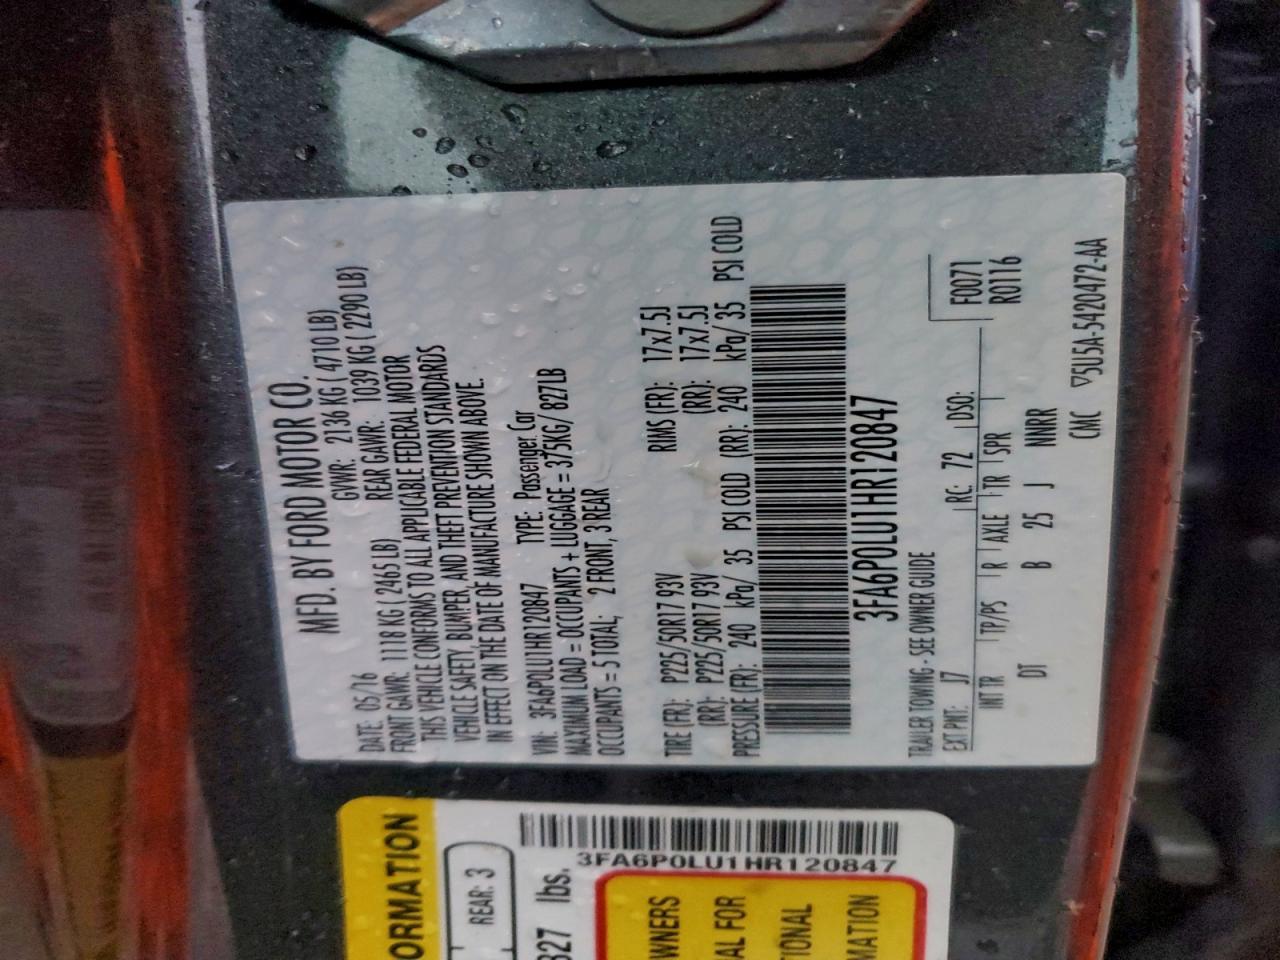 MFD. BY FORD MOTOR CO.
DATE: 05/16 GVWR: 2136 KG ( 4710 LB)
FRONT GAWR: 1118 KG ( 2465 LB) REAR GAWR: 1039 KG ( 2290 LB)
THIS VEHICLE CONFORMS TO ALL APPLICABLE FEDERAL MOTOR
VEHICLE SAFETY, BUMPER, AND THEFT PREVENTION STANDARDS
IN EFFECT ON THE DATE OF MANUFACTURE SHOWN ABOVE.
VIN: 3FA6P0LU1HR120847 TYPE: Passenger Car
MAXIMUM LOAD = OCCUPANTS + LUGGAGE = 375KG/ 827LB
OCCUPANTS = 5 TOTAL; 2 FRONT, 3 REAR
TIRE (FR): P225/50R17 93V RIMS (FR): 17x7.5J
(RR): P225/50R17 93V (RR): 17x7.5J
PRESSURE (FR): 240 kPa/ 35 PSI COLD (RR): 240 kPa/ 35 PSI COLD
3FA6P0LU1HR120847
TRAILER TOWING - SEE OWNER GUIDE
F0071
EXT PNT: J7 RC: 72 DSO: R0116
INT TR TP/PS R AXLE TR SPR
DT B 25 J NNRR
CMC ▽5U5A-5420472-AA
ORMATION
REAR: 3
3FA6P0LU1HR120847
827 lbs.
WNERS
AL FOR
TIONAL
MATION